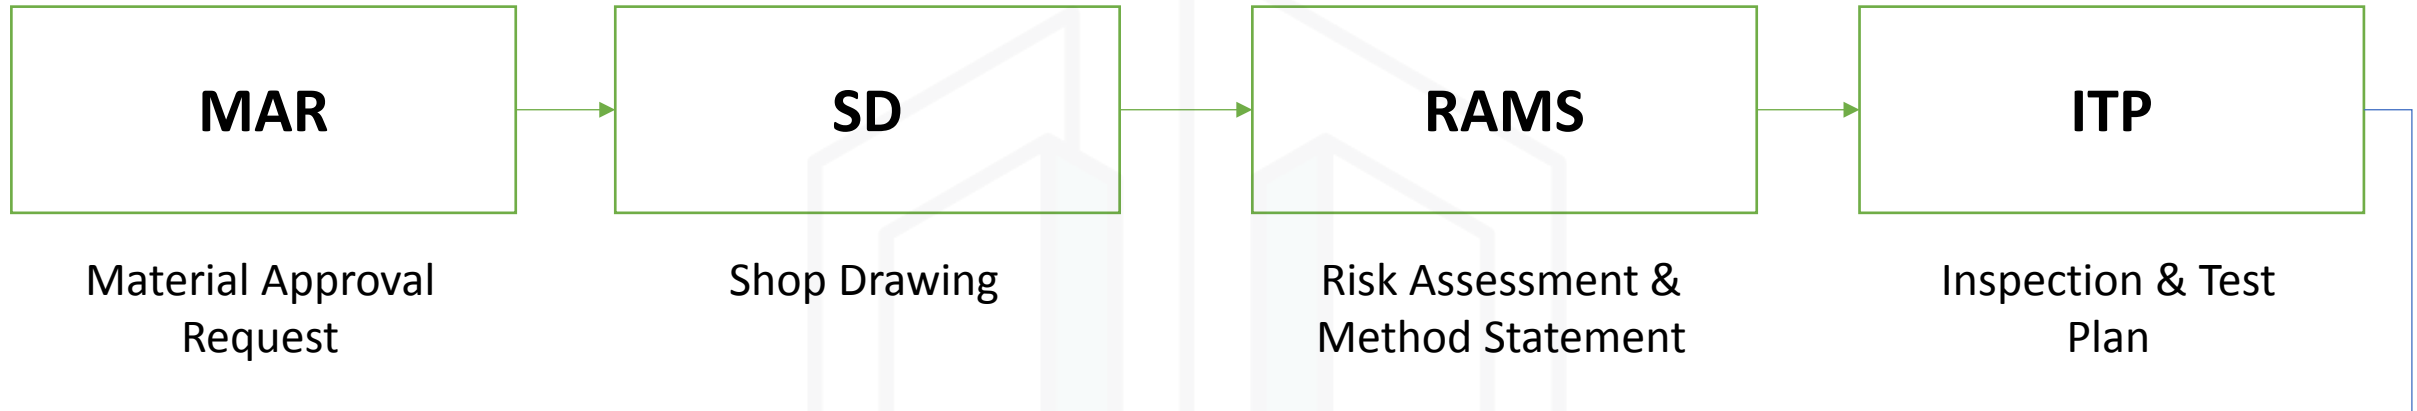 MAR
SD
RAMS
ITP
Material Approval
Request
Shop Drawing
Risk Assessment &
Method Statement
Inspection & Test
Plan